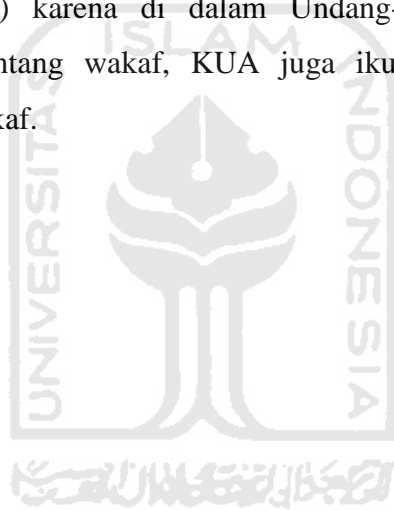 ) karena di dalam Undang-
ntang wakaf, KUA juga iku
kaf.
ISLAM
UNIVERSITAS
INDONESIA